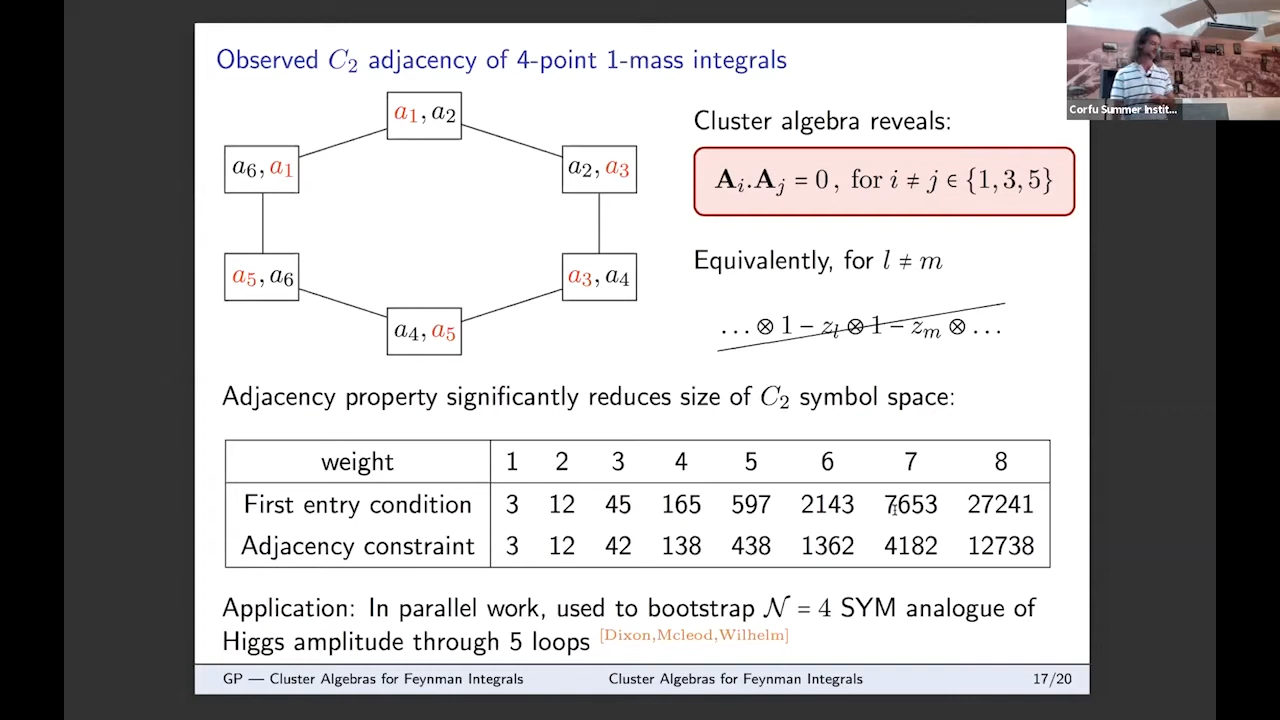 Observed C₂ adjacency of 4-point 1-mass integrals
Corfu Summer Instit...
a₁, a₂
a₆, a₁
a₂, a₃
a₅, a₆
a₃, a₄
a₄, a₅
Cluster algebra reveals:
𝐀ᵢ.𝐀ⱼ = 0 , for i ≠ j ∈ {1, 3, 5}
Equivalently, for l ≠ m
… ⊗ 1 − z_l ⊗ 1 − z_m ⊗ …
Adjacency property significantly reduces size of C₂ symbol space:
weight 1 2 3 4 5 6 7 8
First entry condition 3 12 45 165 597 2143 7653 27241
Adjacency constraint 3 12 42 138 438 1362 4182 12738
Application: In parallel work, used to bootstrap 𝒩 = 4 SYM analogue of
Higgs amplitude through 5 loops [Dixon,Mcleod,Wilhelm]
GP — Cluster Algebras for Feynman Integrals Cluster Algebras for Feynman Integrals 17/20